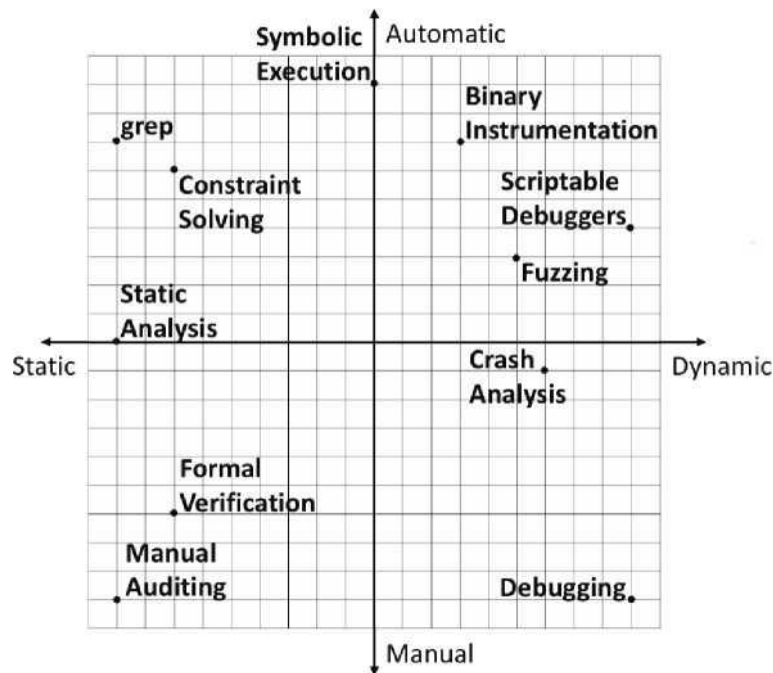 Symbolic
Execution
Automatic
Binary
Instrumentation
grep
Constraint
Solving
Scriptable
Debuggers
Fuzzing
Static
Analysis
Static
Dynamic
Crash
Analysis
Formal
Verification
Manual
Auditing
Debugging
Manual